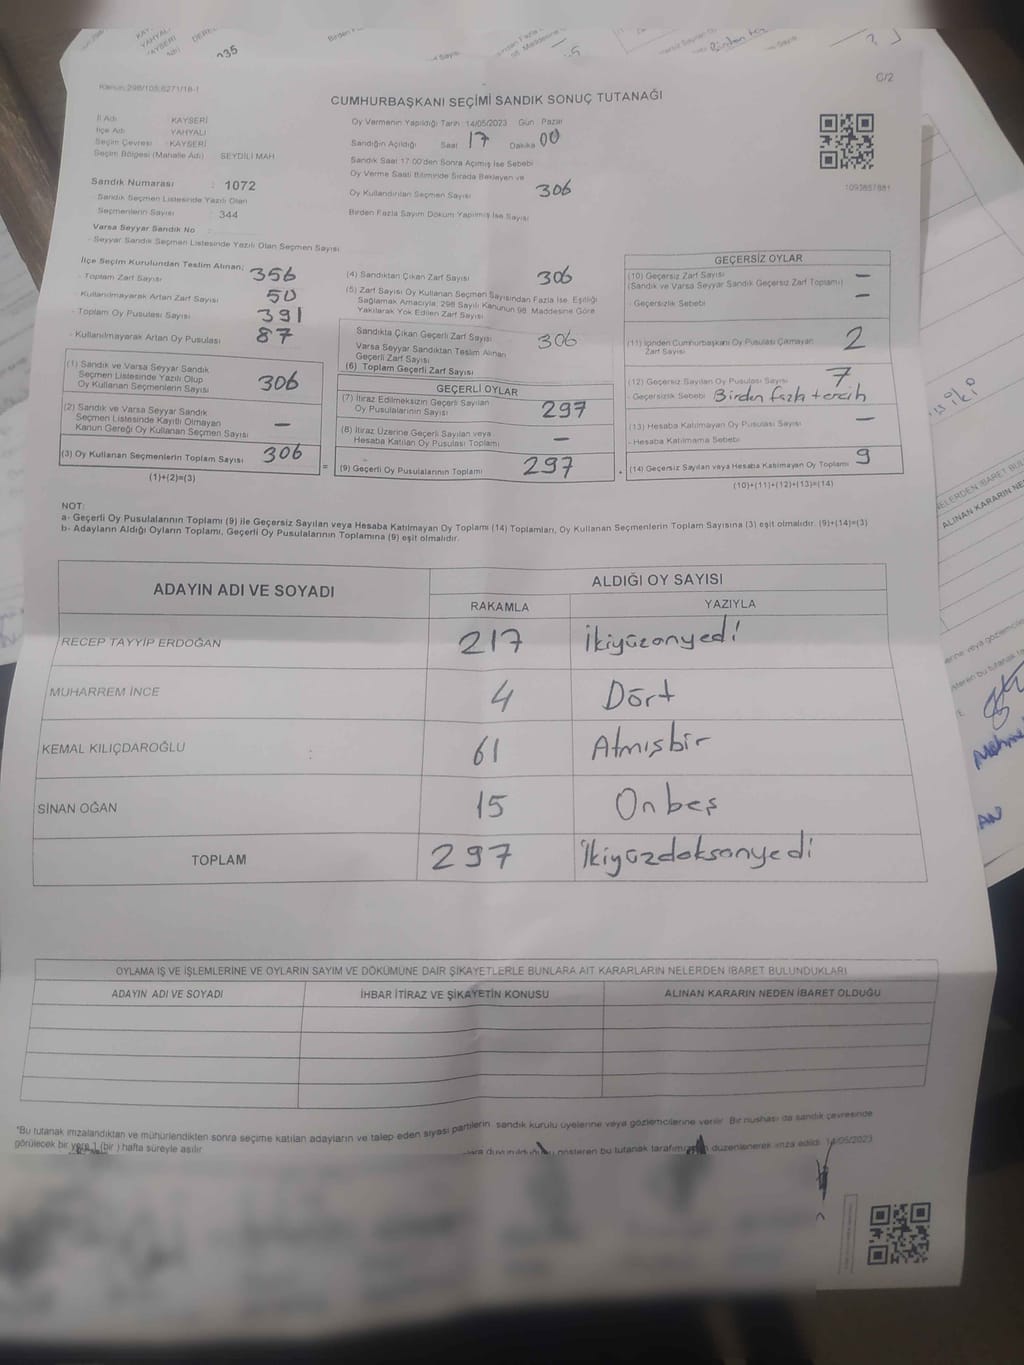 C/2
Kanun:298/105,6271/18-1
CUMHURBAŞKANI SEÇİMİ SANDIK SONUÇ TUTANAĞI
İl Adı : KAYSERİ
İlçe Adı : YAHYALI
Seçim Çevresi : KAYSERİ
Seçim Bölgesi (Mahalle Adı) : SEYDİLİ MAH.
Sandık Numarası : 1072
Sandık Seçmen Listesinde Yazılı Olan
Seçmenlerin Sayısı : 344
Varsa Seyyar Sandık No
- Seyyar Sandık Seçmen Listesinde Yazılı Olan Seçmen Sayısı
Oy Vermenin Yapıldığı Tarih :14/05/2023 Gün Pazar
Sandığın Açıldığı Saat 17 Dakika 00
Sandık Saat 17:00'den Sonra Açılmış İse Sebebi
Oy Verme Saati Bitiminde Sırada Bekleyen ve
Oy Kullandırılan Seçmen Sayısı 306
Birden Fazla Sayım Döküm Yapılmış İse Sayısı
1093857881
İlçe Seçim Kurulundan Teslim Alınan;
- Toplam Zarf Sayısı 356
- Kullanılmayarak Artan Zarf Sayısı 50
- Toplam Oy Pusulası Sayısı 391
- Kullanılmayarak Artan Oy Pusulası 87
(1) Sandık ve Varsa Seyyar Sandık
Seçmen Listesinde Yazılı Olup
Oy Kullanan Seçmenlerin Sayısı 306
(2) Sandık ve Varsa Seyyar Sandık
Seçmen Listesinde Kayıtlı Olmayan
Kanun Gereği Oy Kullanan Seçmen Sayısı –
(3) Oy Kullanan Seçmenlerin Toplam Sayısı 306
(1)+(2)=(3)
=
(4) Sandıktan Çıkan Zarf Sayısı 306
(5) Zarf Sayısı Oy Kullanan Seçmen Sayısından Fazla İse, Eşitliği
Sağlamak Amacıyla; 298 Sayılı Kanunun 98. Maddesine Göre
Yakılarak Yok Edilen Zarf Sayısı
Sandıkta Çıkan Geçerli Zarf Sayısı 306
Varsa Seyyar Sandıktan Teslim Alınan
Geçerli Zarf Sayısı
(6) Toplam Geçerli Zarf Sayısı
GEÇERLİ OYLAR
(7) İtiraz Edilmeksizin Geçerli Sayılan
Oy Pusulalarının Sayısı 297
(8) İtiraz Üzerine Geçerli Sayılan veya
Hesaba Katılan Oy Pusulası Toplamı –
(9) Geçerli Oy Pusulalarının Toplamı 297
+
GEÇERSİZ OYLAR
(10) Geçersiz Zarf Sayısı –
(Sandık ve Varsa Seyyar Sandık Geçersiz Zarf Toplamı)
- Geçersizlik Sebebi –
(11) İçinden Cumhurbaşkanı Oy Pusulası Çıkmayan
Zarf Sayısı 2
(12) Geçersiz Sayılan Oy Pusulası Sayısı 7
- Geçersizlik Sebebi Birden fazla tercih
(13) Hesaba Katılmayan Oy Pusulası Sayısı –
- Hesaba Katılmama Sebebi
(14) Geçersiz Sayılan veya Hesaba Katılmayan Oy Toplamı 9
(10)+(11)+(12)+(13)=(14)
NOT:
a- Geçerli Oy Pusulalarının Toplamı (9) ile Geçersiz Sayılan veya Hesaba Katılmayan Oy Toplamı (14) Toplamları, Oy Kullanan Seçmenlerin Toplam Sayısına (3) eşit olmalıdır. (9)+(14)=(3)
b- Adayların Aldığı Oyların Toplamı, Geçerli Oy Pusulalarının Toplamına (9) eşit olmalıdır.
ADAYIN ADI VE SOYADI ALDIĞI OY SAYISI
RAKAMLA YAZIYLA
RECEP TAYYİP ERDOĞAN 217 İkiyüzonyedi
MUHARREM İNCE 4 Dört
KEMAL KILIÇDAROĞLU 61 Atmışbir
SİNAN OĞAN 15 Onbeş
TOPLAM 297 İkiyüzdoksanyedi
OYLAMA İŞ VE İŞLEMLERİNE VE OYLARIN SAYIM VE DÖKÜMÜNE DAİR ŞİKAYETLERLE BUNLARA AİT KARARLARIN NELERDEN İBARET BULUNDUKLARI
ADAYIN ADI VE SOYADI İHBAR İTİRAZ VE ŞİKAYETİN KONUSU ALINAN KARARIN NEDEN İBARET OLDUĞU
*Bu tutanak imzalandıktan ve mühürlendikten sonra seçime katılan adayların ve talep eden siyasi partilerin, sandık kurulu üyelerine veya gözlemcilerine verilir. Bir nushası da sandık çevresinde
görülecek bir yere 1 (bir ) hafta süreyle asılır.
gösteren bu tutanak tarafımızdan düzenlenerek imza edildi. 14/05/2023